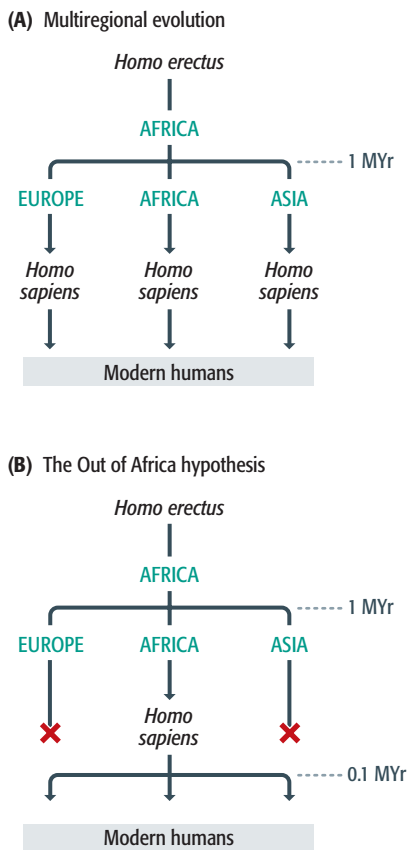 (A) Multiregional evolution
Homo erectus
AFRICA
1 MYr
EUROPE AFRICA ASIA
Homo Homo Homo
sapiens sapiens sapiens
Modern humans
(B) The Out of Africa hypothesis
Homo erectus
AFRICA
1 MYr
EUROPE AFRICA ASIA
Homo
sapiens
0.1 MYr
Modern humans